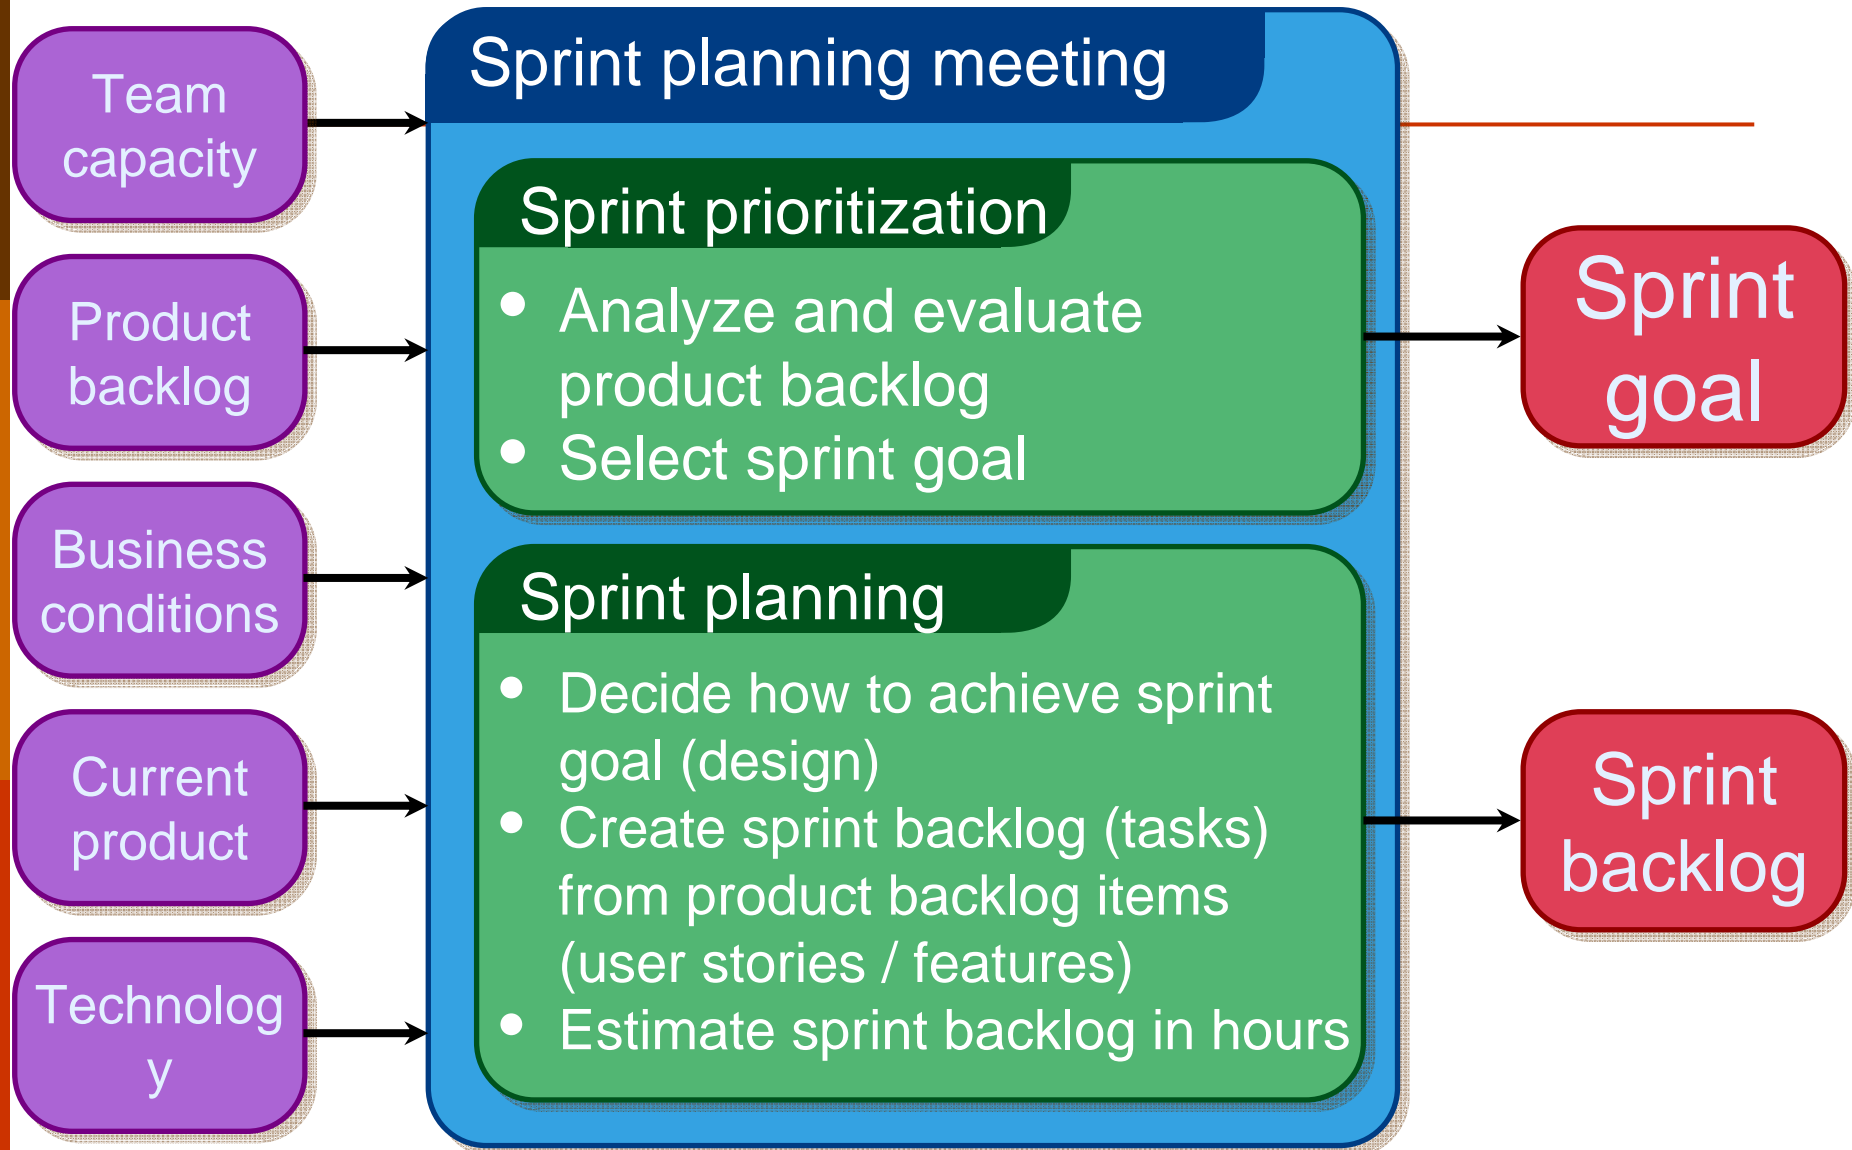 Team
capacity
Product
backlog
Business
conditions
Current
product
Technolog
y
Sprint planning meeting
Sprint prioritization
• Analyze and evaluate
product backlog
• Select sprint goal
Sprint planning
• Decide how to achieve sprint
goal (design)
• Create sprint backlog (tasks)
from product backlog items
(user stories / features)
• Estimate sprint backlog in hours
Sprint
goal
Sprint
backlog